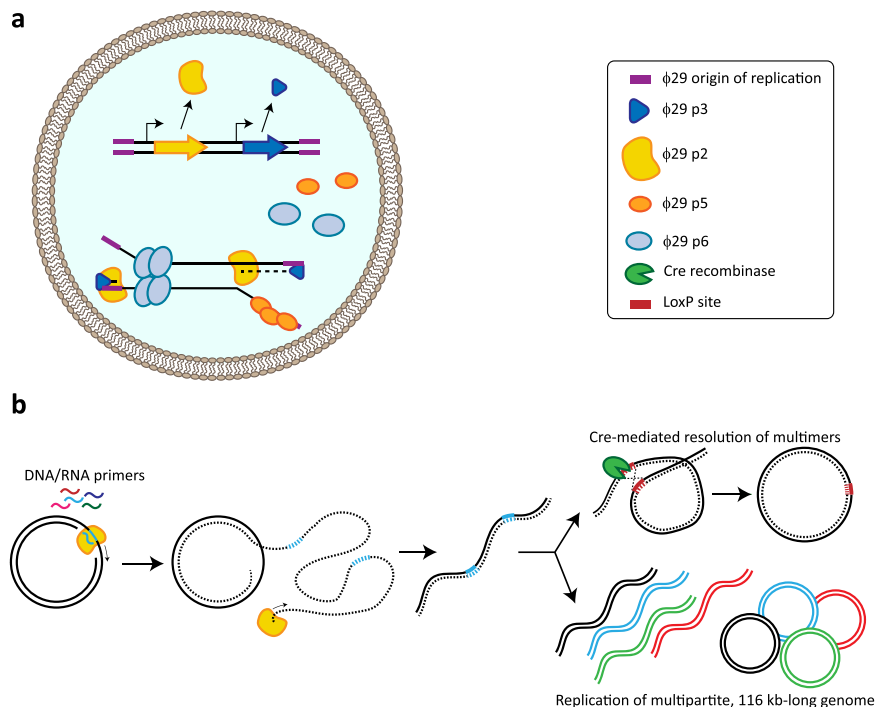 a
ϕ29 origin of replication
ϕ29 p3
ϕ29 p2
ϕ29 p5
ϕ29 p6
Cre recombinase
LoxP site
b
DNA/RNA primers
Cre-mediated resolution of multimers
Replication of multipartite, 116 kb-long genome